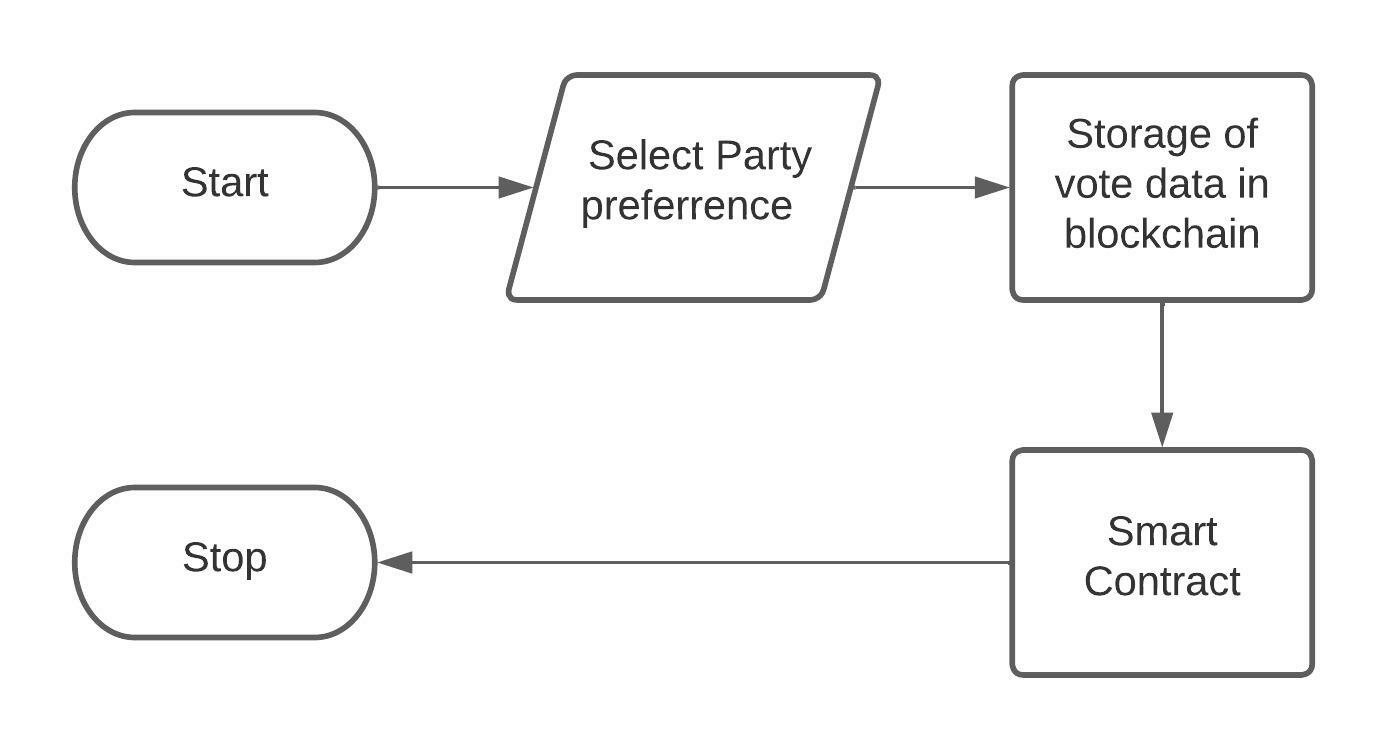 Start
Select Party
preferrence
Storage of
vote data in
blockchain
Smart
Contract
Stop